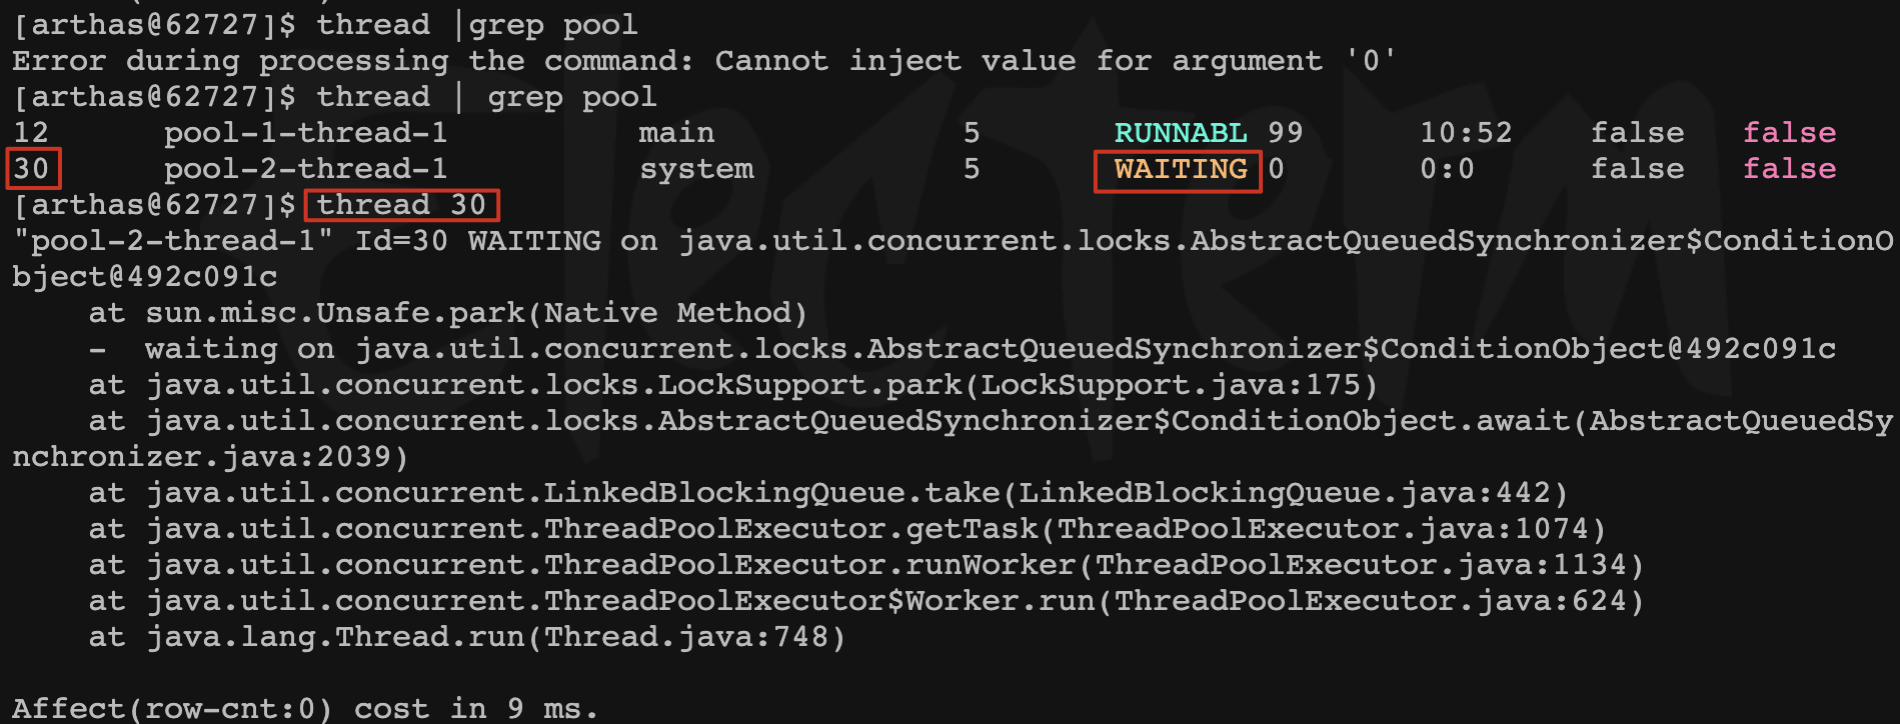 [arthas@62727]$ thread |grep pool
Error during processing the command: Cannot inject value for argument '0'
[arthas@62727]$ thread | grep pool
12 pool-1-thread-1 main 5 RUNNABL 99 10:52 false false
30 pool-2-thread-1 system 5 WAITING 0 0:0 false false
[arthas@62727]$ thread 30
"pool-2-thread-1" Id=30 WAITING on java.util.concurrent.locks.AbstractQueuedSynchronizer$ConditionO
bject@492c091c
at sun.misc.Unsafe.park(Native Method)
- waiting on java.util.concurrent.locks.AbstractQueuedSynchronizer$ConditionObject@492c091c
at java.util.concurrent.locks.LockSupport.park(LockSupport.java:175)
at java.util.concurrent.locks.AbstractQueuedSynchronizer$ConditionObject.await(AbstractQueuedSy
nchronizer.java:2039)
at java.util.concurrent.LinkedBlockingQueue.take(LinkedBlockingQueue.java:442)
at java.util.concurrent.ThreadPoolExecutor.getTask(ThreadPoolExecutor.java:1074)
at java.util.concurrent.ThreadPoolExecutor.runWorker(ThreadPoolExecutor.java:1134)
at java.util.concurrent.ThreadPoolExecutor$Worker.run(ThreadPoolExecutor.java:624)
at java.lang.Thread.run(Thread.java:748)
Affect(row-cnt:0) cost in 9 ms.
Electerm